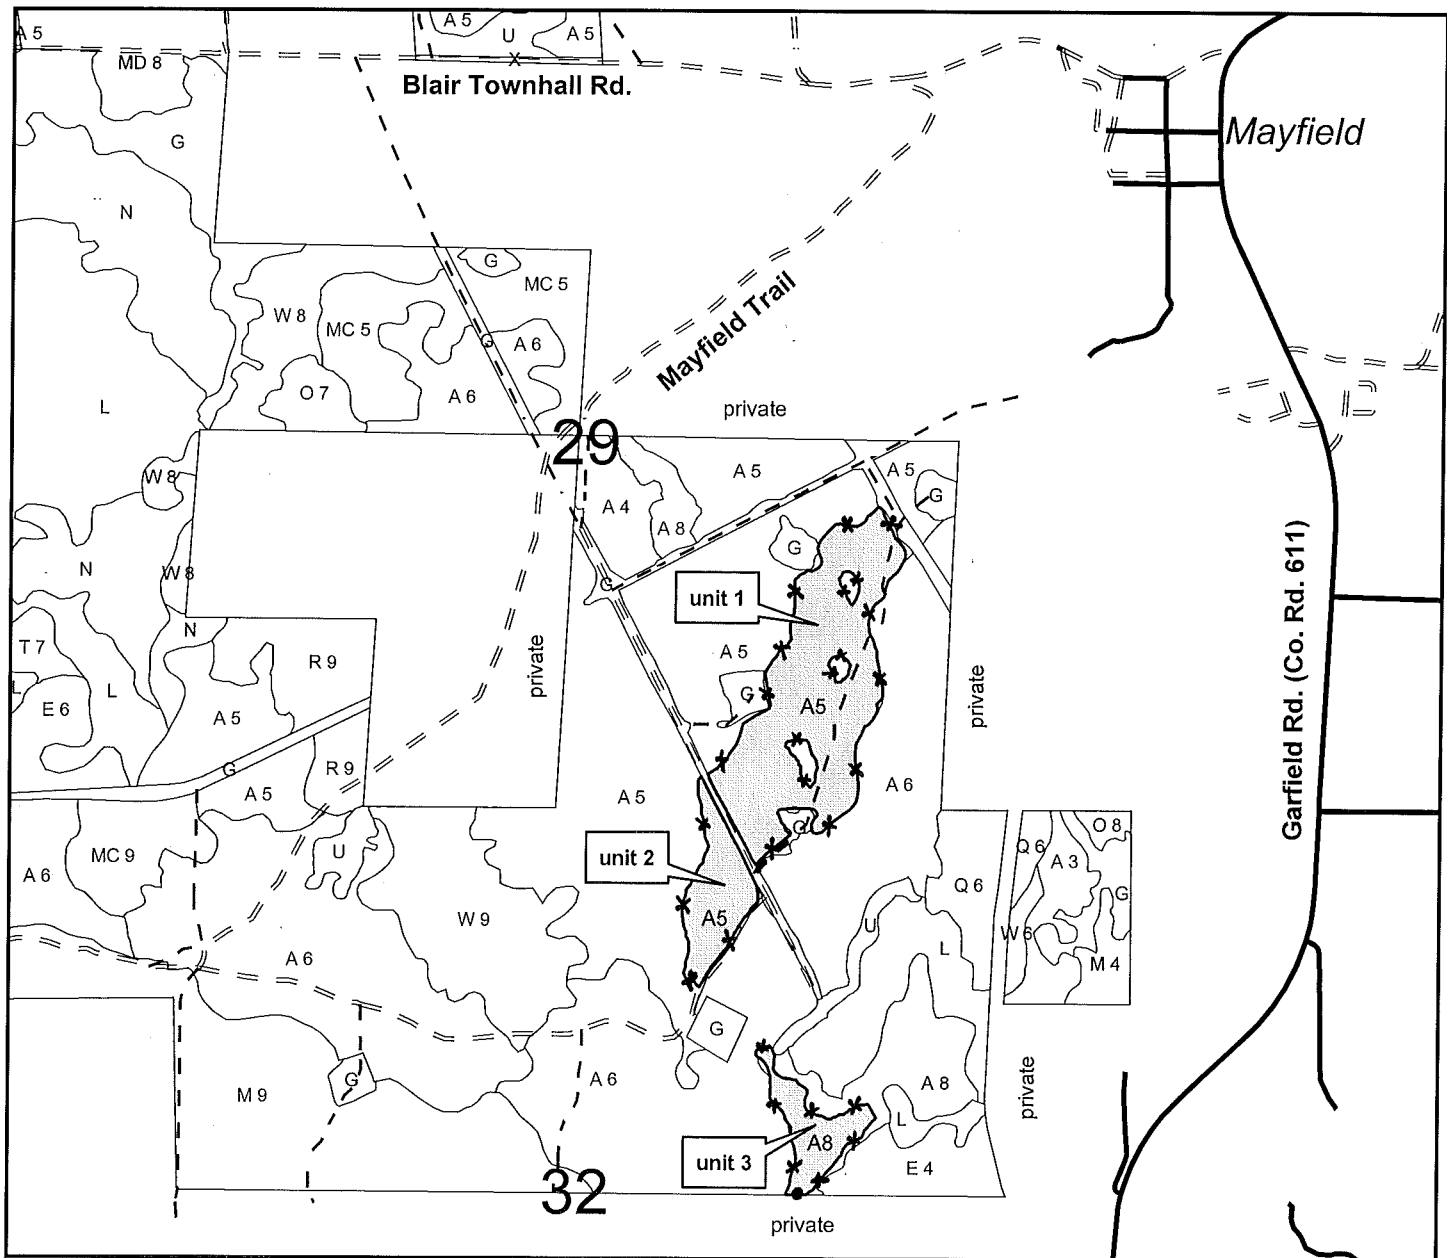 A 5
A 5
U
A 5
MD 8
X
Blair Townhall Rd.
Mayfield
G
N
G
MC 5
W 8
MC 5
G
A 6
Mayfield Trail
O 7
A 6
L
private
29
A 5
A 5
W 8
G
A 4
A 8
G
Garfield Rd. (Co. Rd. 611)
N
W 8
G
unit 1
N
T 7
R 9
private
A 5
private
L
L
G
E 6
A 5
A5
G
R 9
A 5
A 5
A 6
G
O 8
MC 9
U
unit 2
Q 6
A 3
A 6
Q 6
G
W 9
A5
U
W 6
L
A 6
M 4
G
G
A 6
A 8
private
M 9
L
A8
unit 3
E 4
32
private